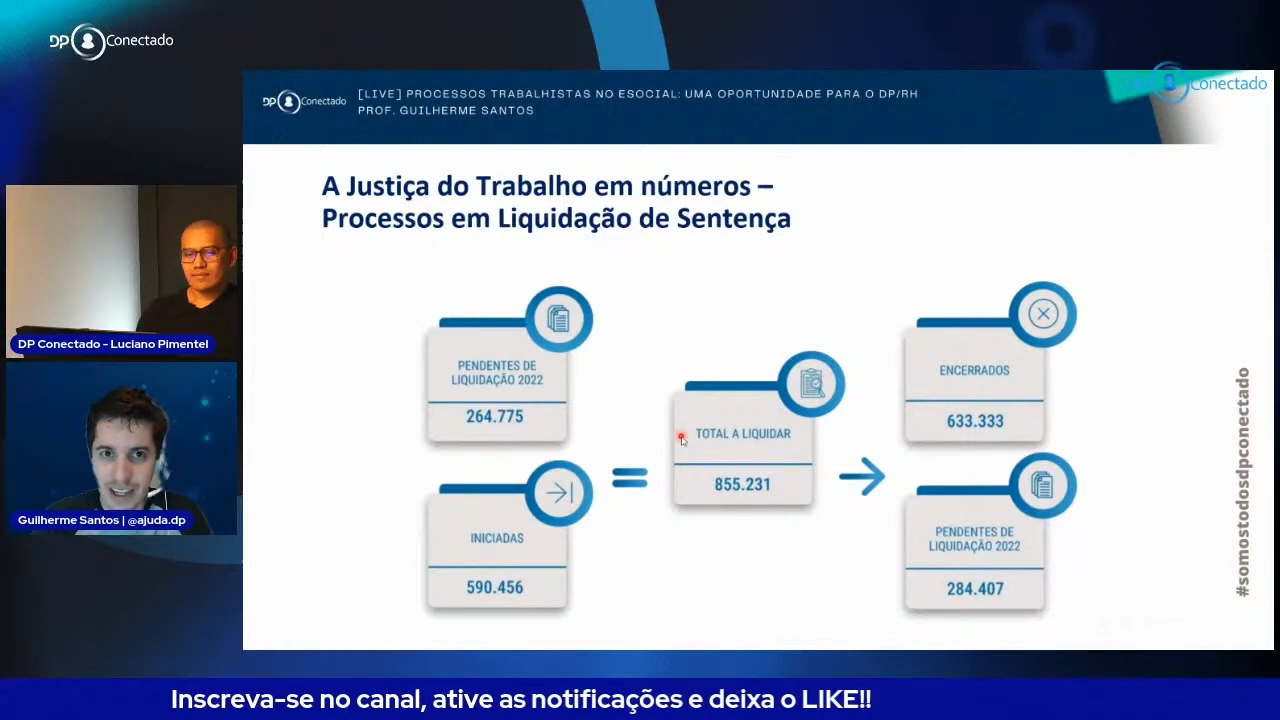 DP Conectado
DP Conectado
[LIVE] PROCESSOS TRABALHISTAS NO ESOCIAL: UMA OPORTUNIDADE PARA O DP/RH
PROF. GUILHERME SANTOS
Conectado
A Justiça do Trabalho em números –
Processos em Liquidação de Sentença
PENDENTES DE
LIQUIDAÇÃO 2022
264.775
INICIADAS
590.456
=
TOTAL A LIQUIDAR
855.231
ENCERRADOS
633.333
PENDENTES DE
LIQUIDAÇÃO 2022
284.407
#somostodosdpconectado
DP Conectado - Luciano Pimentel
Guilherme Santos | @ajuda.dp
Inscreva-se no canal, ative as notificações e deixa o LIKE!!